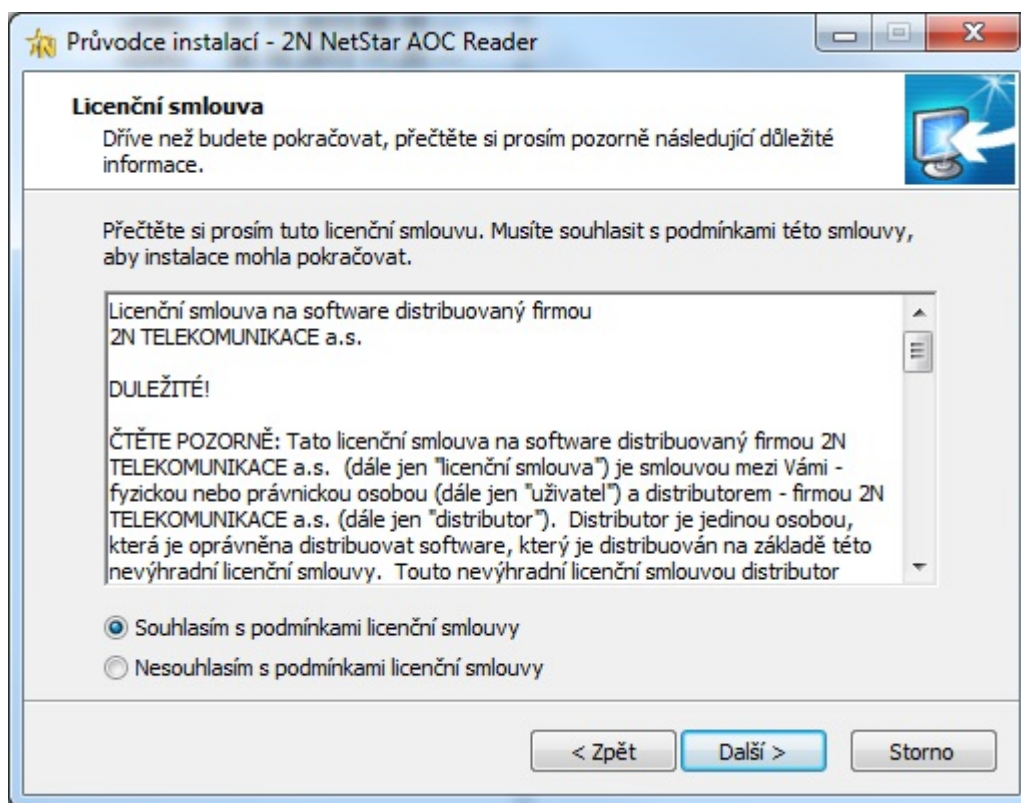 Průvodce instalací - 2N NetStar AOC Reader
Licenční smlouva
Dříve než budete pokračovat, přečtěte si prosím pozorně následující důležité
informace.
Přečtěte si prosím tuto licenční smlouvu. Musíte souhlasit s podmínkami této smlouvy,
aby instalace mohla pokračovat.
Licenční smlouva na software distribuovaný firmou
2N TELEKOMUNIKACE a.s.
DULEŽITÉ!
ČTĚTE POZORNĚ: Tato licenční smlouva na software distribuovaný firmou 2N
TELEKOMUNIKACE a.s.  (dále jen "licenční smlouva") je smlouvou mezi Vámi -
fyzickou nebo právnickou osobou (dále jen "uživatel") a distributorem - firmou 2N
TELEKOMUNIKACE a.s. (dále jen "distributor").  Distributor je jedinou osobou,
která je oprávněna distribuovat software, který je distribuován na základě této
nevýhradní licenční smlouvy.  Touto nevýhradní licenční smlouvou distributor
Souhlasím s podmínkami licenční smlouvy
Nesouhlasím s podmínkami licenční smlouvy
< Zpět
Další >
Storno